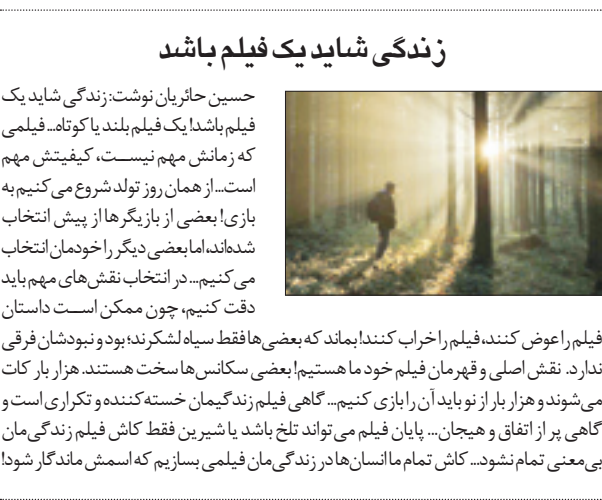 زندگی شاید یک فیلم باشد
حسین حائریان نوشت: زندگی شاید یک
فیلم باشد! یک فیلم بلند یا کوتاه... فیلمی
که زمانش مهم نیســت، کیفیتش مهم
است... از همان روز تولد شروع می‌کنیم به
بازی! بعضی از بازیگرها از پیش انتخاب
شده‌اند، اما بعضی دیگر را خودمان انتخاب
می‌کنیم... در انتخاب نقش‌های مهم باید
دقت کنیم، چون ممکن اســت داستان
فیلم را عوض کنند، فیلم را خراب کنند! بماند که بعضی‌ها فقط سیاه لشکرند؛ بود و نبودشان فرقی
ندارد. نقش اصلی و قهرمان فیلم خود ما هستیم! بعضی سکانس‌ها سخت هستند. هزار بار کات
می‌شوند و هزار بار از نو باید آن را بازی کنیم... گاهی فیلم زندگیمان خسته‌کننده و تکراری است و
گاهی پر از اتفاق و هیجان... پایان فیلم می‌تواند تلخ باشد یا شیرین فقط کاش فیلم زندگی‌مان
بی‌معنی تمام نشود... کاش تمام ما انسان‌ها در زندگی‌مان فیلمی بسازیم که اسمش ماندگار شود!